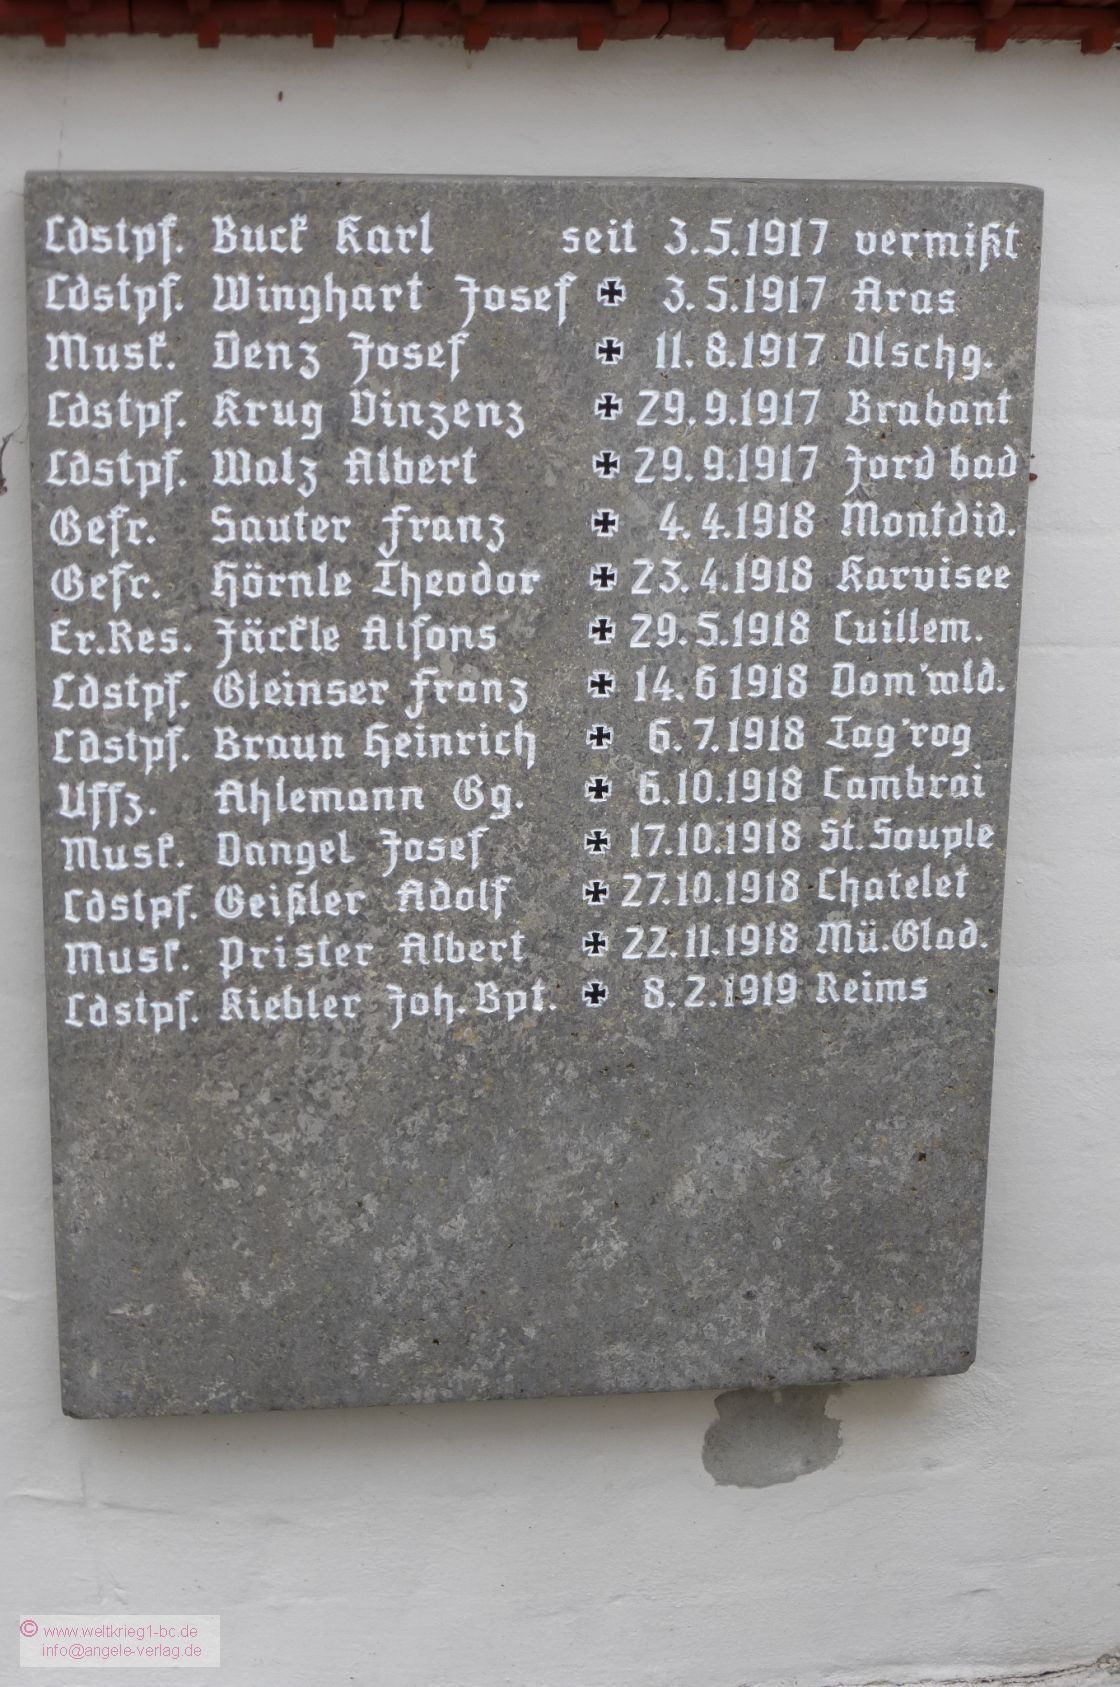 Ldstpf. Buck Karl seit 3.5.1917 vermißt
Ldstpf. Winghart Josef ✠ 3.5.1917 Aras
Musk. Denz Josef ✠ 11.8.1917 Olschg.
Ldstpf. Krug Vinzenz ✠ 29.9.1917 Brabant
Ldstpf. Walz Albert ✠ 29.9.1917 Jord bad
Gefr. Sauter Franz ✠ 4.4.1918 Montdid.
Gefr. Hörnle Theodor ✠ 23.4.1918 Karvisee
Er.Res. Jäckle Alfons ✠ 29.5.1918 Cuillem.
Ldstpf. Gleinser Franz ✠ 14.6 1918 Dom'wld.
Ldstpf. Braun Heinrich ✠ 6.7.1918 Tag'rog
Uffz. Ahlemann Gg. ✠ 6.10.1918 Cambrai
Musk. Dangel Josef ✠ 17.10.1918 St.Souple
Ldstpf. Geißler Adolf ✠ 27.10.1918 Chatelet
Musk. Prister Albert ✠ 22.11.1918 Mü.Glad.
Ldstpf. Kiebler Joh. Bpt. ✠ 8.2.1919 Reims
© www.weltkrieg1-bc.de
info@angele-verlag.de